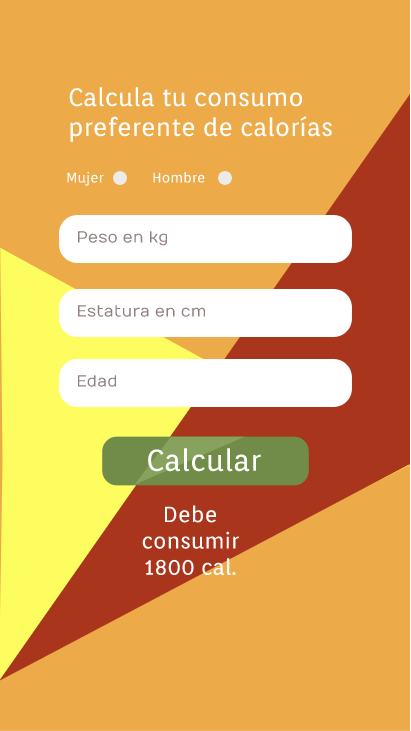 Calcula tu consumo
preferente de calorías
Mujer Hombre
Peso en kg
Estatura en cm
Edad
Calcular
Debe
consumir
1800 cal.